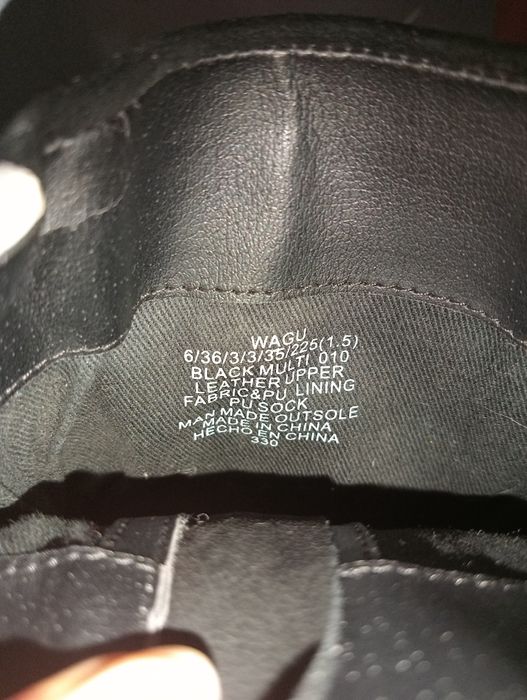 WAGU
6/36/3/3/35/225(1.5)
BLACK MULTI 010
LEATHER UPPER
FABRIC&PU LINING
PU SOCK
MAN MADE OUTSOLE
MADE IN CHINA
HECHO EN CHINA
330